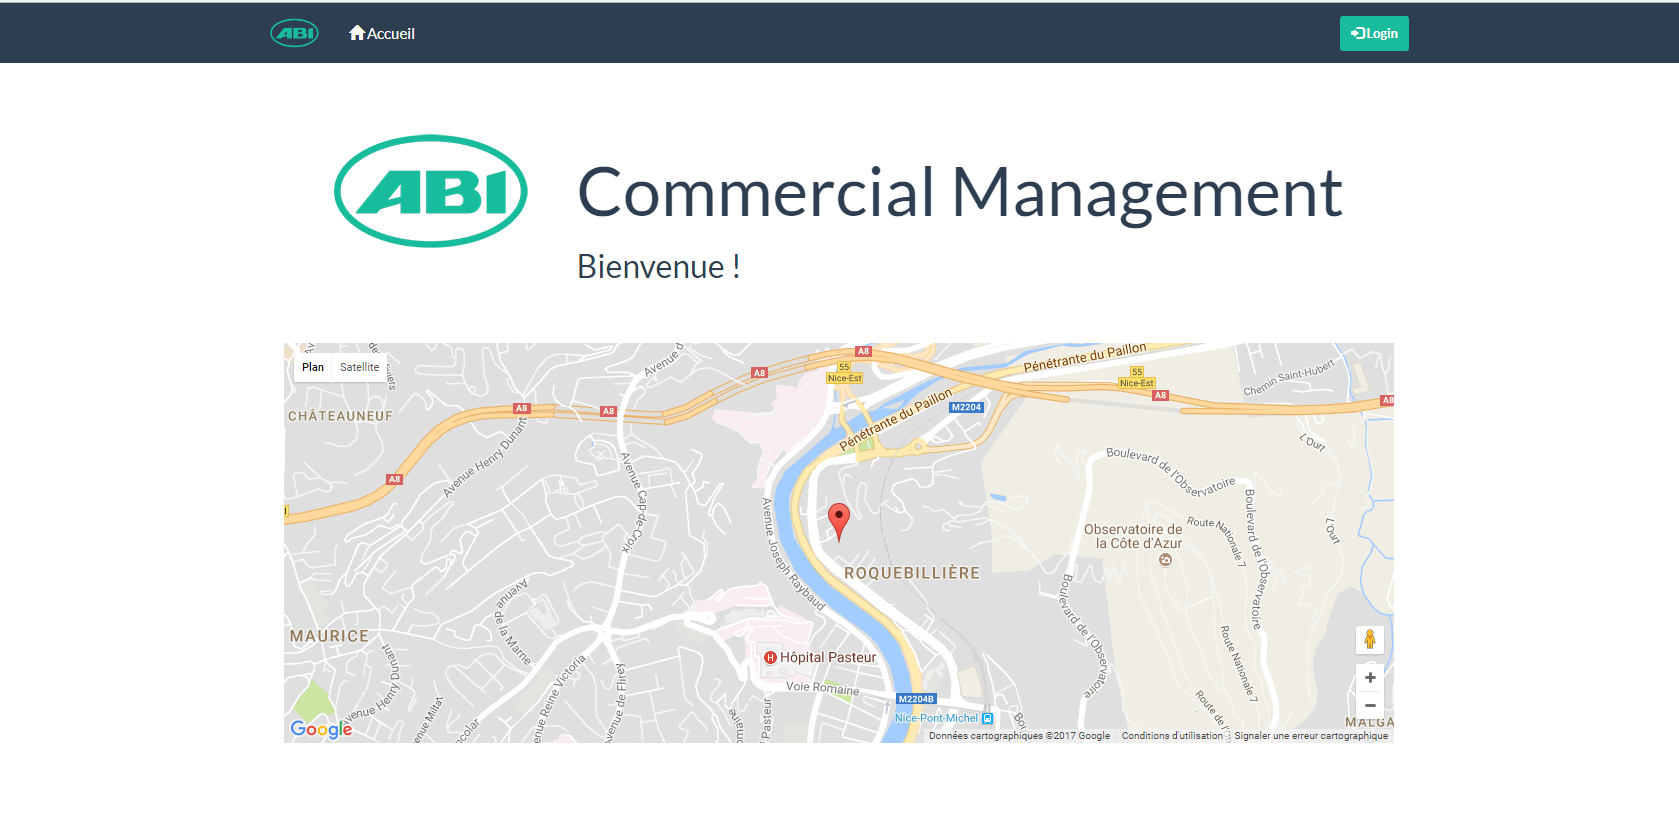 ABI Accueil Login
ABI
Commercial Management
Bienvenue !
Plan Satellite
Avenue d
A8
Pénétrante du Paillon
55
Nice-Est
A8
55
Nice-Est
Chemin Saint-Hubert
A8
A8
M2204
Pénétrante du Paillon
CHÂTEAUNEUF
A8
A8
Avenue Henry Dunant
L'Ourt
A8
Avenue Cap-de-Croix
Boulevard de l'Observatoire
Boulevard de l'Observatoire
Avenue Joseph Raybaud
Observatoire de
la Côte d'Azur
Route Nationale 7
L'Ourt
ROQUEBILLIÈRE
Avenue
de la Marne
Boulevard de l'Observatoire
MAURICE
Hôpital Pasteur
Route Nationale 7
Dunant
venue Henry
Voie Romaine
M2204B
enue Reine Victoria
Avenue de Flirey
Pasteur
Romaine
Nice-Pont-Michel
Route de
MALGA
Google
Données cartographiques ©2017 Google Conditions d'utilisation Signaler une erreur cartographique